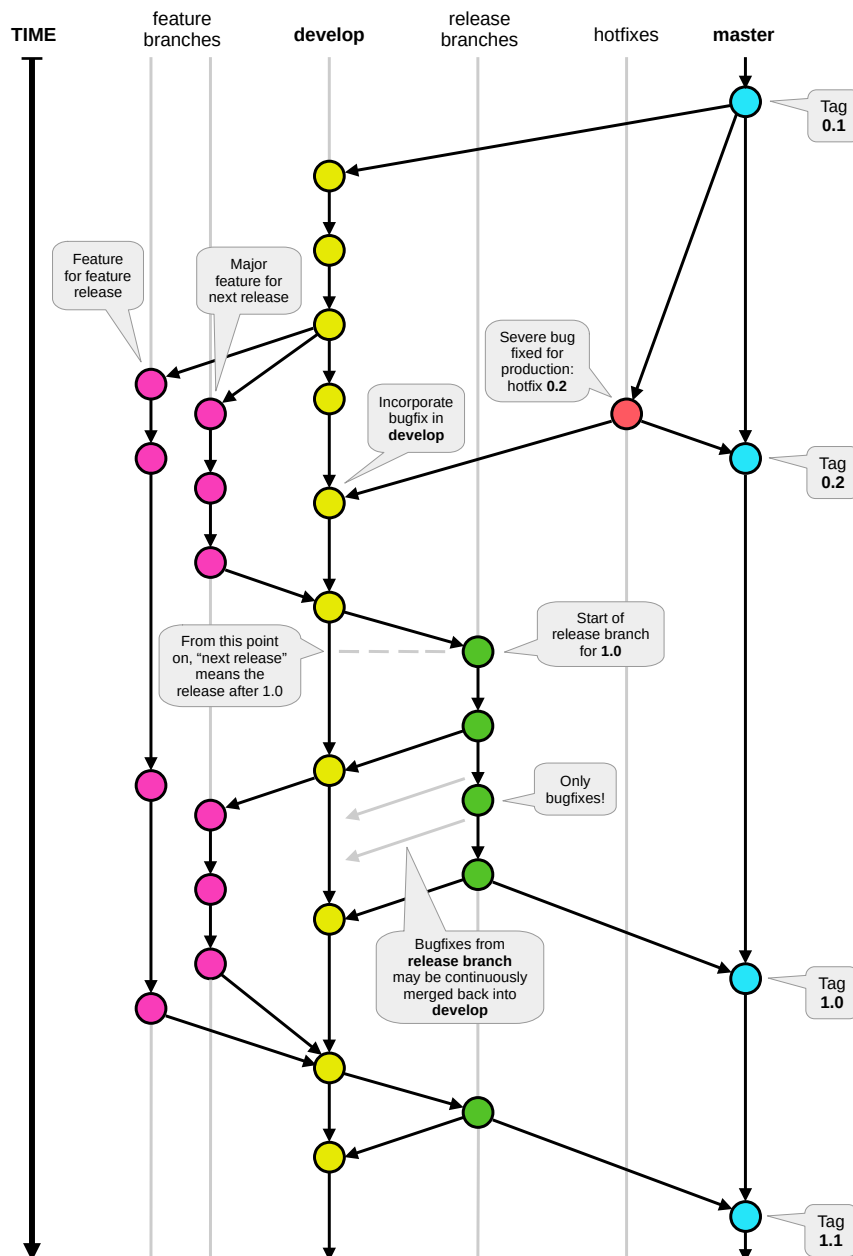 TIME
feature
branches
develop
release
branches
hotfixes
master
Tag
0.1
Feature
for feature
release
Major
feature for
next release
Severe bug
fixed for
production:
hotfix 0.2
Incorporate
bugfix in
develop
Tag
0.2
From this point
on, “next release”
means the
release after 1.0
Start of
release branch
for 1.0
Only
bugfixes!
Bugfixes from
release branch
may be continuously
merged back into
develop
Tag
1.0
Tag
1.1